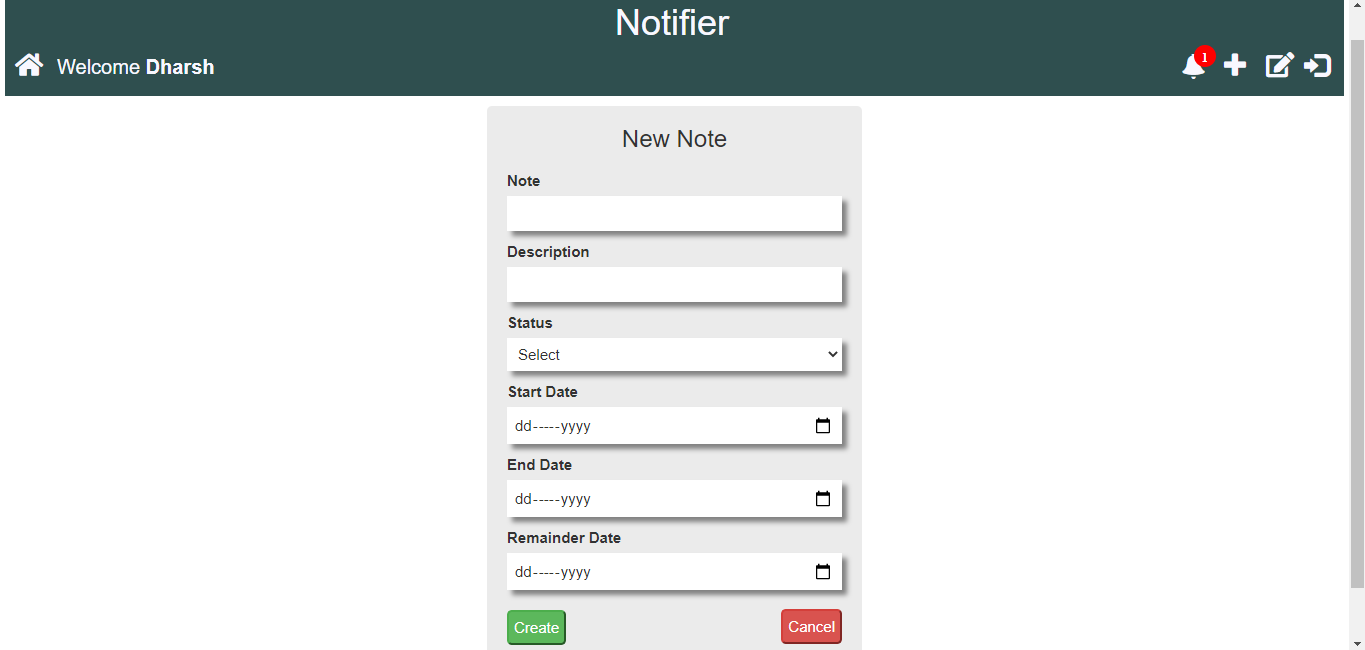 Notifier
Welcome Dharsh
1
New Note
Note
Description
Status
Select
Start Date
dd-----yyyy
End Date
dd-----yyyy
Remainder Date
dd-----yyyy
Create Cancel